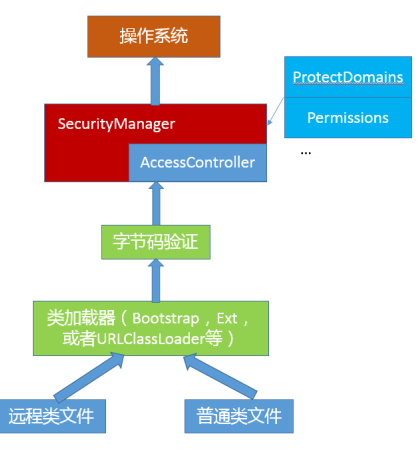 操作系统
ProtectDomains
SecurityManager
Permissions
AccessController
...
字节码验证
类加载器（Bootstrap，Ext，
或者URLClassLoader等）
远程类文件
普通类文件